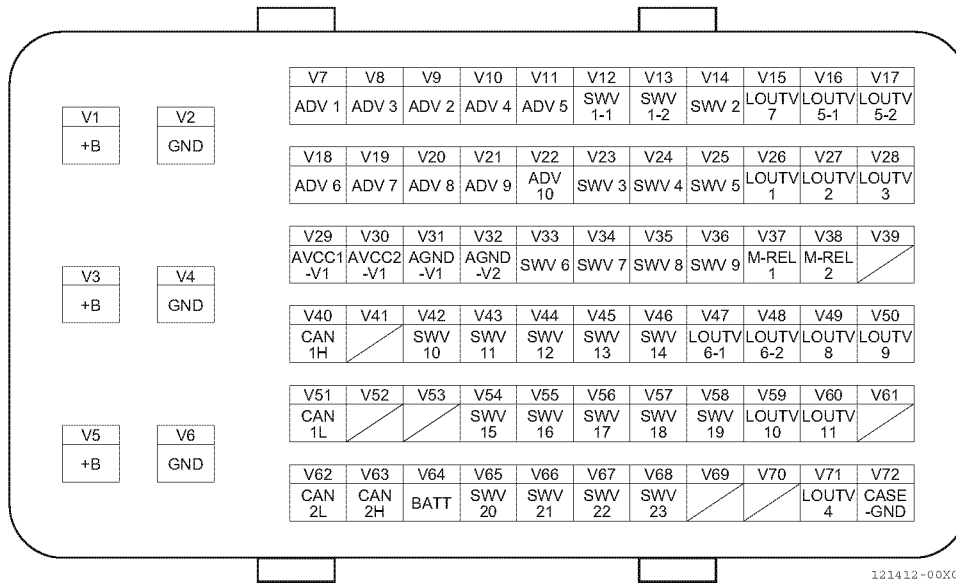 V7 V8 V9 V10 V11 V12 V13 V14 V15 V16 V17
ADV 1 ADV 3 ADV 2 ADV 4 ADV 5 SWV 1-1 SWV 1-2 SWV 2 LOUTV 7 LOUTV 5-1 LOUTV 5-2
V1 V2
+B GND
V18 V19 V20 V21 V22 V23 V24 V25 V26 V27 V28
ADV 6 ADV 7 ADV 8 ADV 9 ADV 10 SWV 3 SWV 4 SWV 5 LOUTV 1 LOUTV 2 LOUTV 3
V29 V30 V31 V32 V33 V34 V35 V36 V37 V38 V39
AVCC1 -V1 AVCC2 -V1 AGND -V1 AGND -V2 SWV 6 SWV 7 SWV 8 SWV 9 M-REL 1 M-REL 2
V3 V4
+B GND
V40 V41 V42 V43 V44 V45 V46 V47 V48 V49 V50
CAN 1H SWV 10 SWV 11 SWV 12 SWV 13 SWV 14 LOUTV 6-1 LOUTV 6-2 LOUTV 8 LOUTV 9
V51 V52 V53 V54 V55 V56 V57 V58 V59 V60 V61
CAN 1L SWV 15 SWV 16 SWV 17 SWV 18 SWV 19 LOUTV 10 LOUTV 11
V5 V6
+B GND
V62 V63 V64 V65 V66 V67 V68 V69 V70 V71 V72
CAN 2L CAN 2H BATT SWV 20 SWV 21 SWV 22 SWV 23 LOUTV 4 CASE -GND